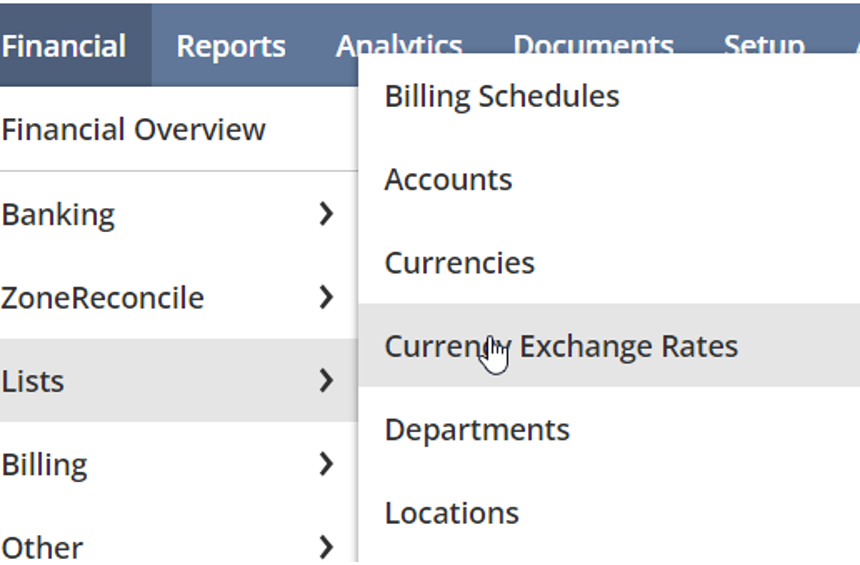 Financial Reports Analytics Documents Setup
Financial Overview
Banking
ZoneReconcile
Lists
Billing
Other
Billing Schedules
Accounts
Currencies
Currency Exchange Rates
Departments
Locations